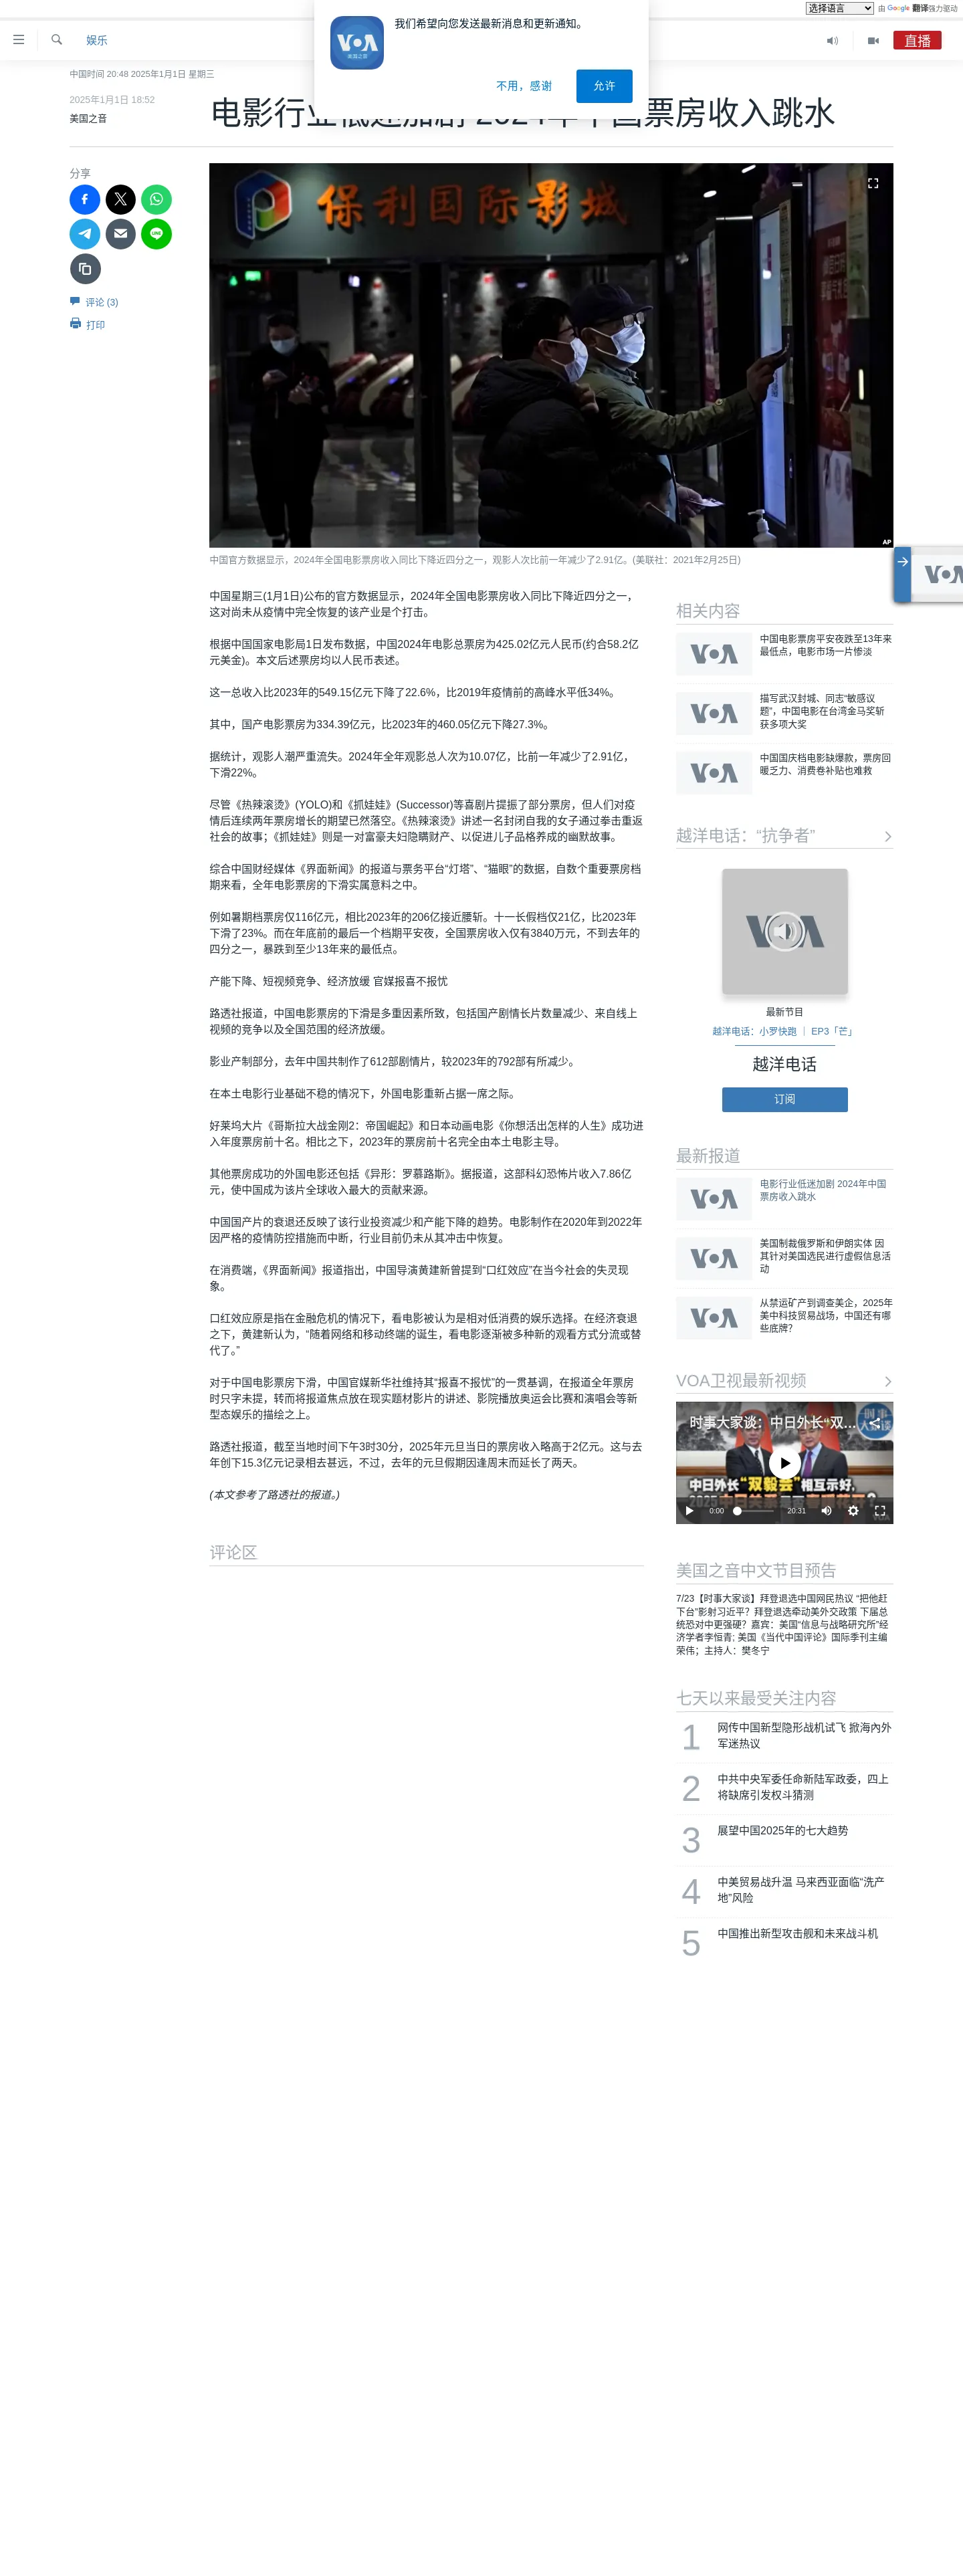 选择语言
由 Google 翻译强力驱动
娱乐
直播
我们希望向您发送最新消息和更新通知。
VOA
美国之音
不用，感谢
允许
中国时间 20:48 2025年1月1日 星期三
2025年1月1日 18:52
美国之音
票房收入跳水
分享
评论 (3)
打印
保利国际影城
AP
中国官方数据显示，2024年全国电影票房收入同比下降近四分之一，观影人次比前一年减少了2.91亿。(美联社：2021年2月25日)
中国星期三(1月1日)公布的官方数据显示，2024年全国电影票房收入同比下降近四分之一，
这对尚未从疫情中完全恢复的该产业是个打击。
根据中国国家电影局1日发布数据，中国2024年电影总票房为425.02亿元人民币(约合58.2亿
元美金)。本文后述票房均以人民币表述。
这一总收入比2023年的549.15亿元下降了22.6%，比2019年疫情前的高峰水平低34%。
其中，国产电影票房为334.39亿元，比2023年的460.05亿元下降27.3%。
据统计，观影人潮严重流失。2024年全年观影总人次为10.07亿，比前一年减少了2.91亿，
下滑22%。
尽管《热辣滚烫》(YOLO)和《抓娃娃》(Successor)等喜剧片提振了部分票房，但人们对疫
情后连续两年票房增长的期望已然落空。《热辣滚烫》讲述一名封闭自我的女子通过拳击重返
社会的故事；《抓娃娃》则是一对富豪夫妇隐瞒财产、以促进儿子品格养成的幽默故事。
综合中国财经媒体《界面新闻》的报道与票务平台“灯塔”、“猫眼”的数据，自数个重要票房档
期来看，全年电影票房的下滑实属意料之中。
例如暑期档票房仅116亿元，相比2023年的206亿接近腰斩。十一长假档仅21亿，比2023年
下滑了23%。而在年底前的最后一个档期平安夜，全国票房收入仅有3840万元，不到去年的
四分之一，暴跌到至少13年来的最低点。
产能下降、短视频竞争、经济放缓 官媒报喜不报忧
路透社报道，中国电影票房的下滑是多重因素所致，包括国产剧情长片数量减少、来自线上
视频的竞争以及全国范围的经济放缓。
影业产制部分，去年中国共制作了612部剧情片，较2023年的792部有所减少。
在本土电影行业基础不稳的情况下，外国电影重新占据一席之际。
好莱坞大片《哥斯拉大战金刚2：帝国崛起》和日本动画电影《你想活出怎样的人生》成功进
入年度票房前十名。相比之下，2023年的票房前十名完全由本土电影主导。
其他票房成功的外国电影还包括《异形：罗慕路斯》。据报道，这部科幻恐怖片收入7.86亿
元，使中国成为该片全球收入最大的贡献来源。
中国国产片的衰退还反映了该行业投资减少和产能下降的趋势。电影制作在2020年到2022年
因严格的疫情防控措施而中断，行业目前仍未从其冲击中恢复。
在消费端，《界面新闻》报道指出，中国导演黄建新曾提到“口红效应”在当今社会的失灵现
象。
口红效应原是指在金融危机的情况下，看电影被认为是相对低消费的娱乐选择。在经济衰退
之下，黄建新认为，“随着网络和移动终端的诞生，看电影逐渐被多种新的观看方式分流或替
代了。”
对于中国电影票房下滑，中国官媒新华社维持其“报喜不报忧”的一贯基调，在报道全年票房
时只字未提，转而将报道焦点放在现实题材影片的讲述、影院播放奥运会比赛和演唱会等新
型态娱乐的描绘之上。
路透社报道，截至当地时间下午3时30分，2025年元旦当日的票房收入略高于2亿元。这与去
年创下15.3亿元记录相去甚远，不过，去年的元旦假期因逢周末而延长了两天。
(本文参考了路透社的报道。)
评论区
相关内容
VOA
中国电影票房平安夜跌至13年来
最低点，电影市场一片惨淡
VOA
描写武汉封城、同志“敏感议
题”，中国电影在台湾金马奖斩
获多项大奖
VOA
中国国庆档电影缺爆款，票房回
暖乏力、消费卷补贴也难救
越洋电话：“抗争者”
VOA
最新节目
越洋电话：小罗快跑 ｜ EP3「芒」
越洋电话
订阅
最新报道
VOA
电影行业低迷加剧 2024年中国
票房收入跳水
VOA
美国制裁俄罗斯和伊朗实体 因
其针对美国选民进行虚假信息活
动
VOA
从禁运矿产到调查美企，2025年
美中科技贸易战场，中国还有哪
些底牌？
VOA卫视最新视频
时事大家谈：中日外长“双…
中日外长“双毅会”相互示好，
0:00
20:31
美国之音中文节目预告
7/23【时事大家谈】拜登退选中国网民热议 “把他赶
下台”影射习近平？拜登退选牵动美外交政策 下届总
统恐对中更强硬？嘉宾：美国“信息与战略研究所”经
济学者李恒青; 美国《当代中国评论》国际季刊主编
荣伟；主持人：樊冬宁
七天以来最受关注内容
1
网传中国新型隐形战机试飞 掀海內外
军迷热议
2
中共中央军委任命新陆军政委，四上
将缺席引发权斗猜测
3
展望中国2025年的七大趋势
4
中美贸易战升温 马来西亚面临“洗产
地”风险
5
中国推出新型攻击舰和未来战斗机